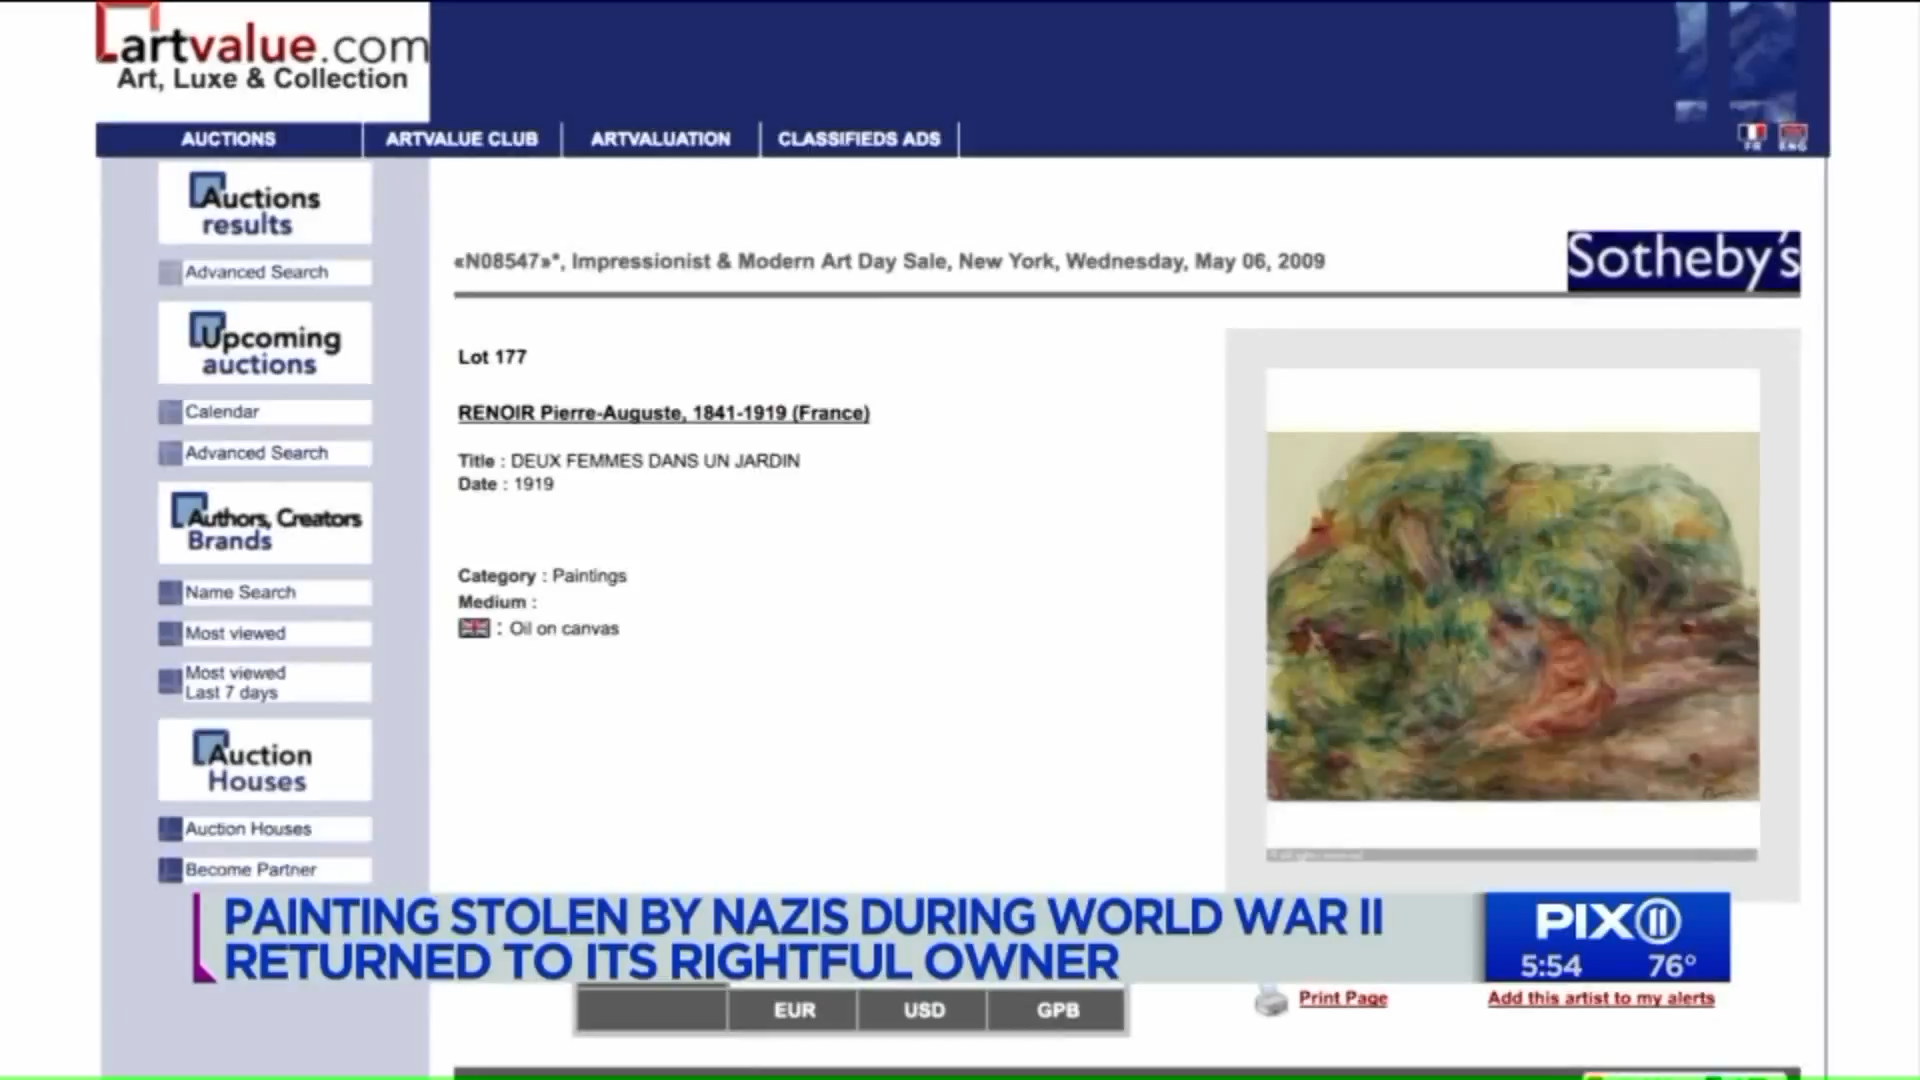 artvalue.com
Art, Luxe & Collection
AUCTIONS
ARTVALUE CLUB
ARTVALUATION
CLASSIFIEDS ADS
FR
ENG
Auctions
results
Advanced Search
Upcoming
auctions
Calendar
Advanced Search
Authors, Creators
Brands
Name Search
Most viewed
Most viewed
Last 7 days
Auction
Houses
Auction Houses
Become Partner
«N08547»*, Impressionist & Modern Art Day Sale, New York, Wednesday, May 06, 2009
Sotheby's
Lot 177
RENOIR Pierre-Auguste, 1841-1919 (France)
Title : DEUX FEMMES DANS UN JARDIN
Date : 1919
Category : Paintings
Medium :
: Oil on canvas
PAINTING STOLEN BY NAZIS DURING WORLD WAR II
RETURNED TO ITS RIGHTFUL OWNER
PIX11
5:54 76°
EUR
USD
GPB
Print Page
Add this artist to my alerts